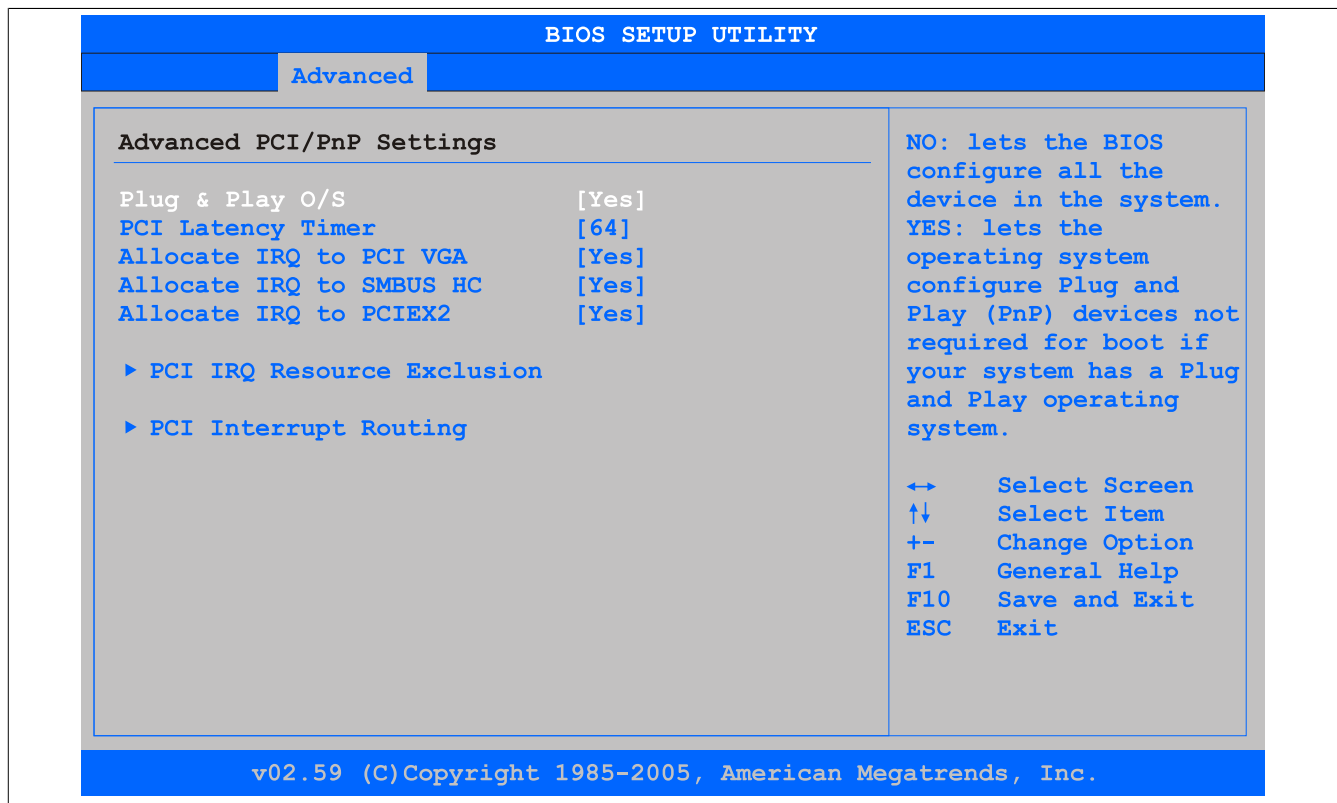 BIOS SETUP UTILITY
Advanced
Advanced PCI/PnP Settings
Plug & Play O/S [Yes]
PCI Latency Timer [64]
Allocate IRQ to PCI VGA [Yes]
Allocate IRQ to SMBUS HC [Yes]
Allocate IRQ to PCIEX2 [Yes]
▶ PCI IRQ Resource Exclusion
▶ PCI Interrupt Routing
NO: lets the BIOS
configure all the
device in the system.
YES: lets the
operating system
configure Plug and
Play (PnP) devices not
required for boot if
your system has a Plug
and Play operating
system.
↔ Select Screen
↑↓ Select Item
+- Change Option
F1 General Help
F10 Save and Exit
ESC Exit
v02.59 (C)Copyright 1985-2005, American Megatrends, Inc.